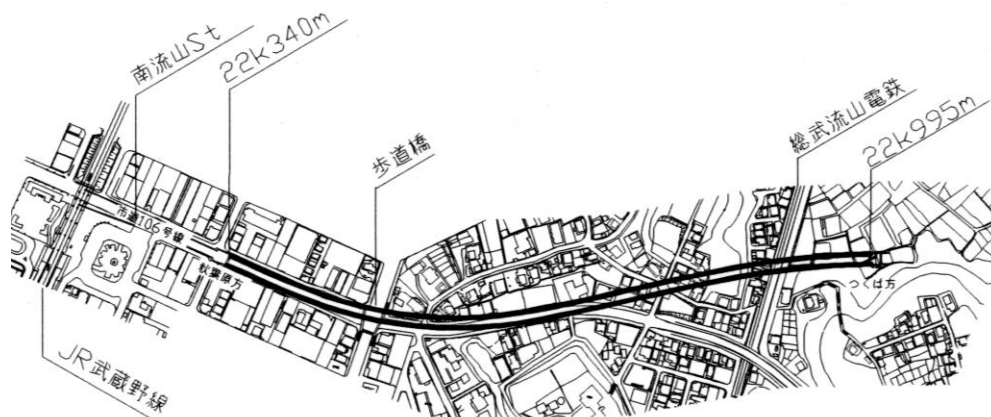 南流山St
22k340m
歩道橋
総武流山電鉄
22k995m
市道106号線
秋葉原方
つくば方
JR武蔵野線